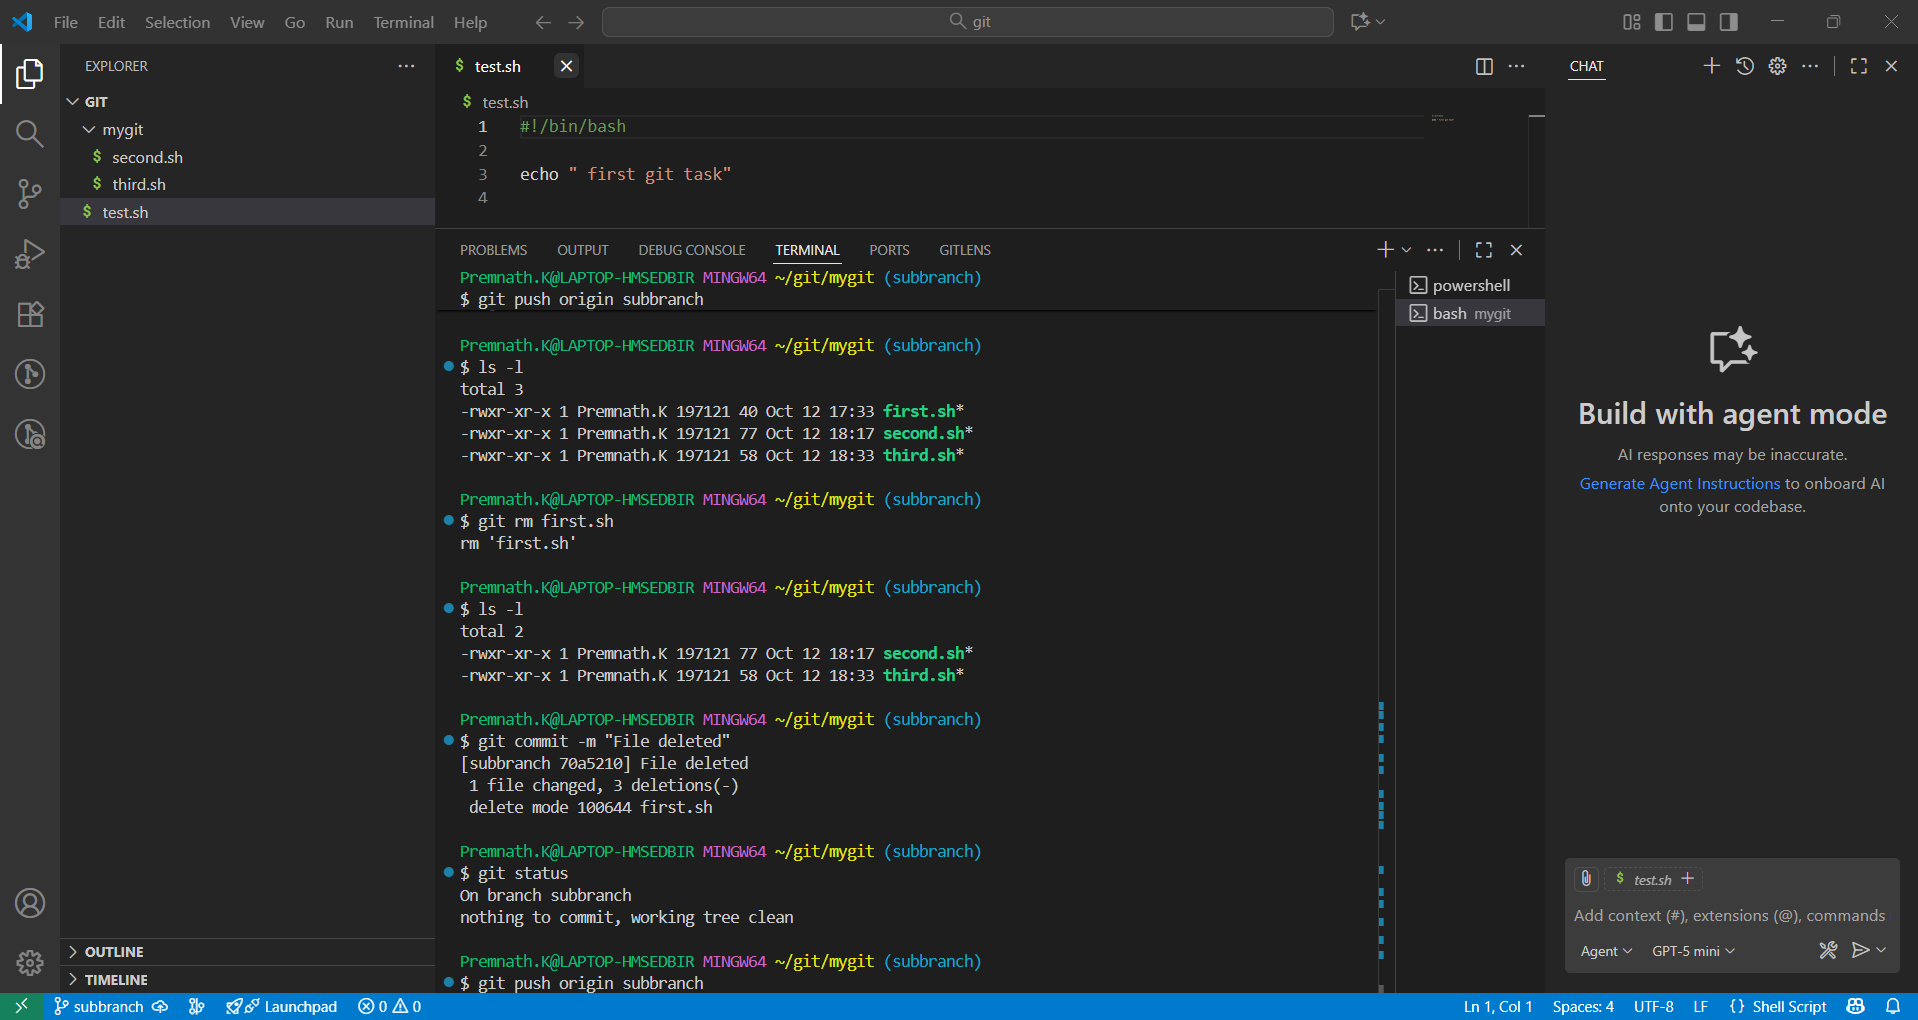 File Edit Selection View Go Run Terminal Help
git
EXPLORER
GIT
mygit
second.sh
third.sh
test.sh
OUTLINE
TIMELINE
test.sh
test.sh
1 #!/bin/bash
2
3 echo " first git task"
4
PROBLEMS OUTPUT DEBUG CONSOLE TERMINAL PORTS GITLENS
Premnath.K@LAPTOP-HMSEDBIR MINGW64 ~/git/mygit (subbranch)
$ git push origin subbranch
Premnath.K@LAPTOP-HMSEDBIR MINGW64 ~/git/mygit (subbranch)
$ ls -l
total 3
-rwxr-xr-x 1 Premnath.K 197121 40 Oct 12 17:33 first.sh*
-rwxr-xr-x 1 Premnath.K 197121 77 Oct 12 18:17 second.sh*
-rwxr-xr-x 1 Premnath.K 197121 58 Oct 12 18:33 third.sh*
Premnath.K@LAPTOP-HMSEDBIR MINGW64 ~/git/mygit (subbranch)
$ git rm first.sh
rm 'first.sh'
Premnath.K@LAPTOP-HMSEDBIR MINGW64 ~/git/mygit (subbranch)
$ ls -l
total 2
-rwxr-xr-x 1 Premnath.K 197121 77 Oct 12 18:17 second.sh*
-rwxr-xr-x 1 Premnath.K 197121 58 Oct 12 18:33 third.sh*
Premnath.K@LAPTOP-HMSEDBIR MINGW64 ~/git/mygit (subbranch)
$ git commit -m "File deleted"
[subbranch 70a5210] File deleted
1 file changed, 3 deletions(-)
delete mode 100644 first.sh
Premnath.K@LAPTOP-HMSEDBIR MINGW64 ~/git/mygit (subbranch)
$ git status
On branch subbranch
nothing to commit, working tree clean
Premnath.K@LAPTOP-HMSEDBIR MINGW64 ~/git/mygit (subbranch)
$ git push origin subbranch
powershell
bash mygit
CHAT
Build with agent mode
AI responses may be inaccurate.
Generate Agent Instructions to onboard AI
onto your codebase.
$ test.sh
Add context (#), extensions (@), commands
Agent GPT-5 mini
subbranch Launchpad 0 0 Ln 1, Col 1 Spaces: 4 UTF-8 LF {} Shell Script